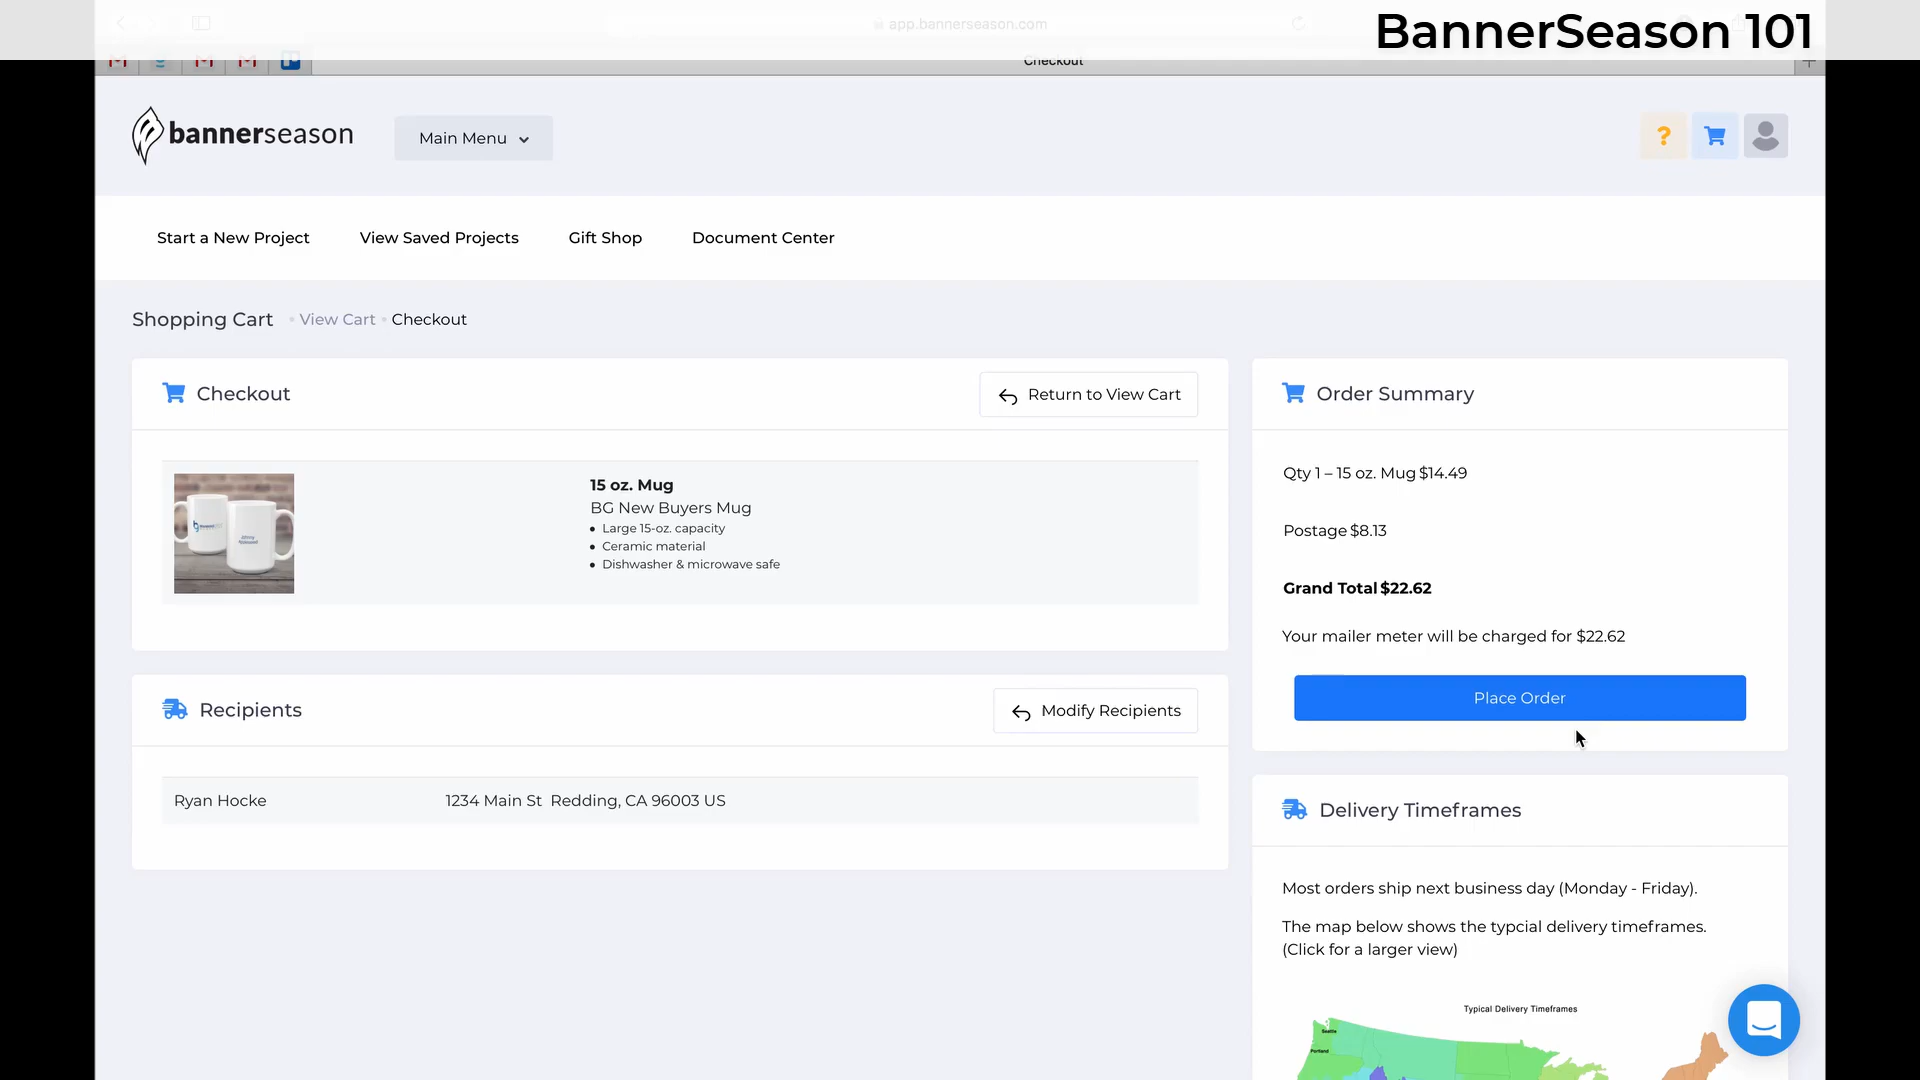 BannerSeason 101
app.bannerseason.com
Checkout
bannerseason
Main Menu
?
Start a New Project
View Saved Projects
Gift Shop
Document Center
Shopping Cart
• View Cart • Checkout
Checkout
Return to View Cart
15 oz. Mug
BG New Buyers Mug
• Large 15-oz. capacity
• Ceramic material
• Dishwasher & microwave safe
Recipients
Modify Recipients
Ryan Hocke
1234 Main St Redding, CA 96003 US
Order Summary
Qty 1 – 15 oz. Mug $14.49
Postage $8.13
Grand Total $22.62
Your mailer meter will be charged for $22.62
Place Order
Delivery Timeframes
Most orders ship next business day (Monday - Friday).
The map below shows the typcial delivery timeframes.
(Click for a larger view)
Typical Delivery Timeframes
Seattle
Portland